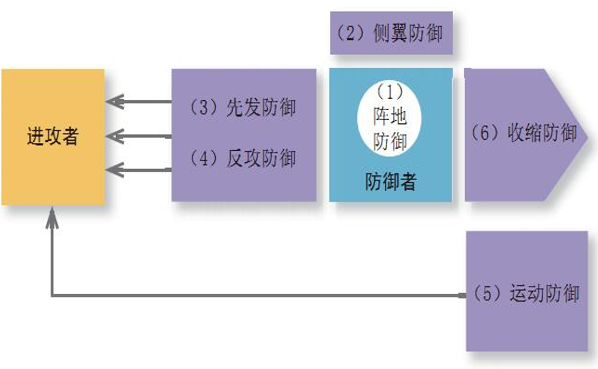 （2）侧翼防御
进攻者
（3）先发防御
（4）反攻防御
（1）
阵地
防御
防御者
（6）收缩防御
（5）运动防御